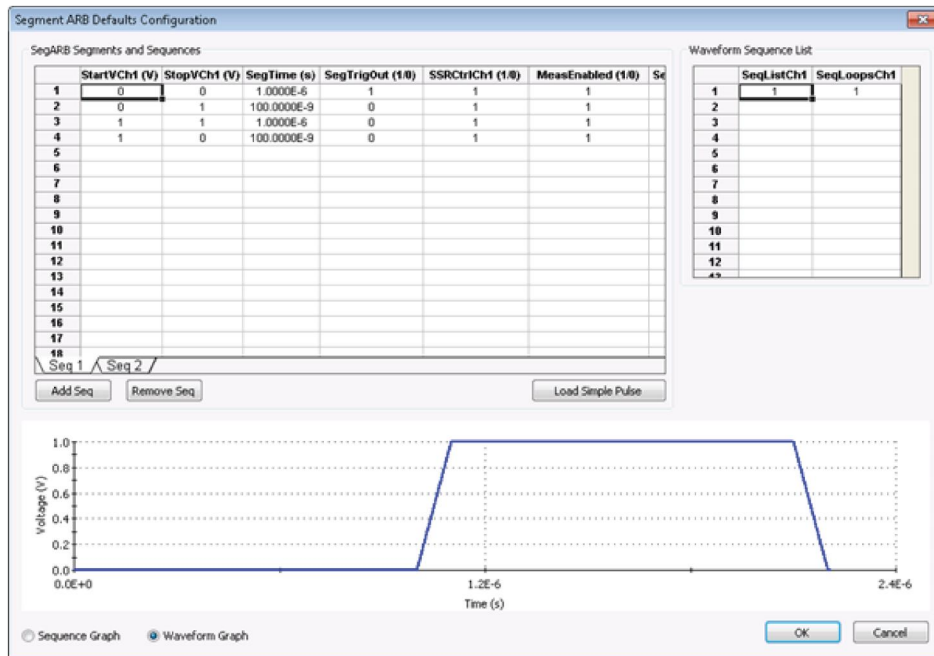 Segment ARB Defaults Configuration
SegARB Segments and Sequences
StartVCh1 (V) StopVCh1 (V) SegTime (s) SegTrigOut (1/0) SSRCtrlCh1 (1/0) MeasEnabled (1/0) Se
1 0 0 1.0000E-6 1 1 1
2 0 1 100.0000E-9 0 1 1
3 1 1 1.0000E-6 0 1 1
4 1 0 100.0000E-9 0 1 1
5
6
7
8
9
10
11
12
13
14
15
16
17
18
Seq 1 Seq 2
Add Seq Remove Seq Load Simple Pulse
Waveform Sequence List
SeqListCh1 SeqLoopsCh1
1 1 1
2
3
4
5
6
7
8
9
10
11
12
13
Voltage (V)
1.0
0.8
0.6
0.4
0.2
0.0
0.0E+0 1.2E-6 2.4E-6
Time (s)
Sequence Graph Waveform Graph OK Cancel